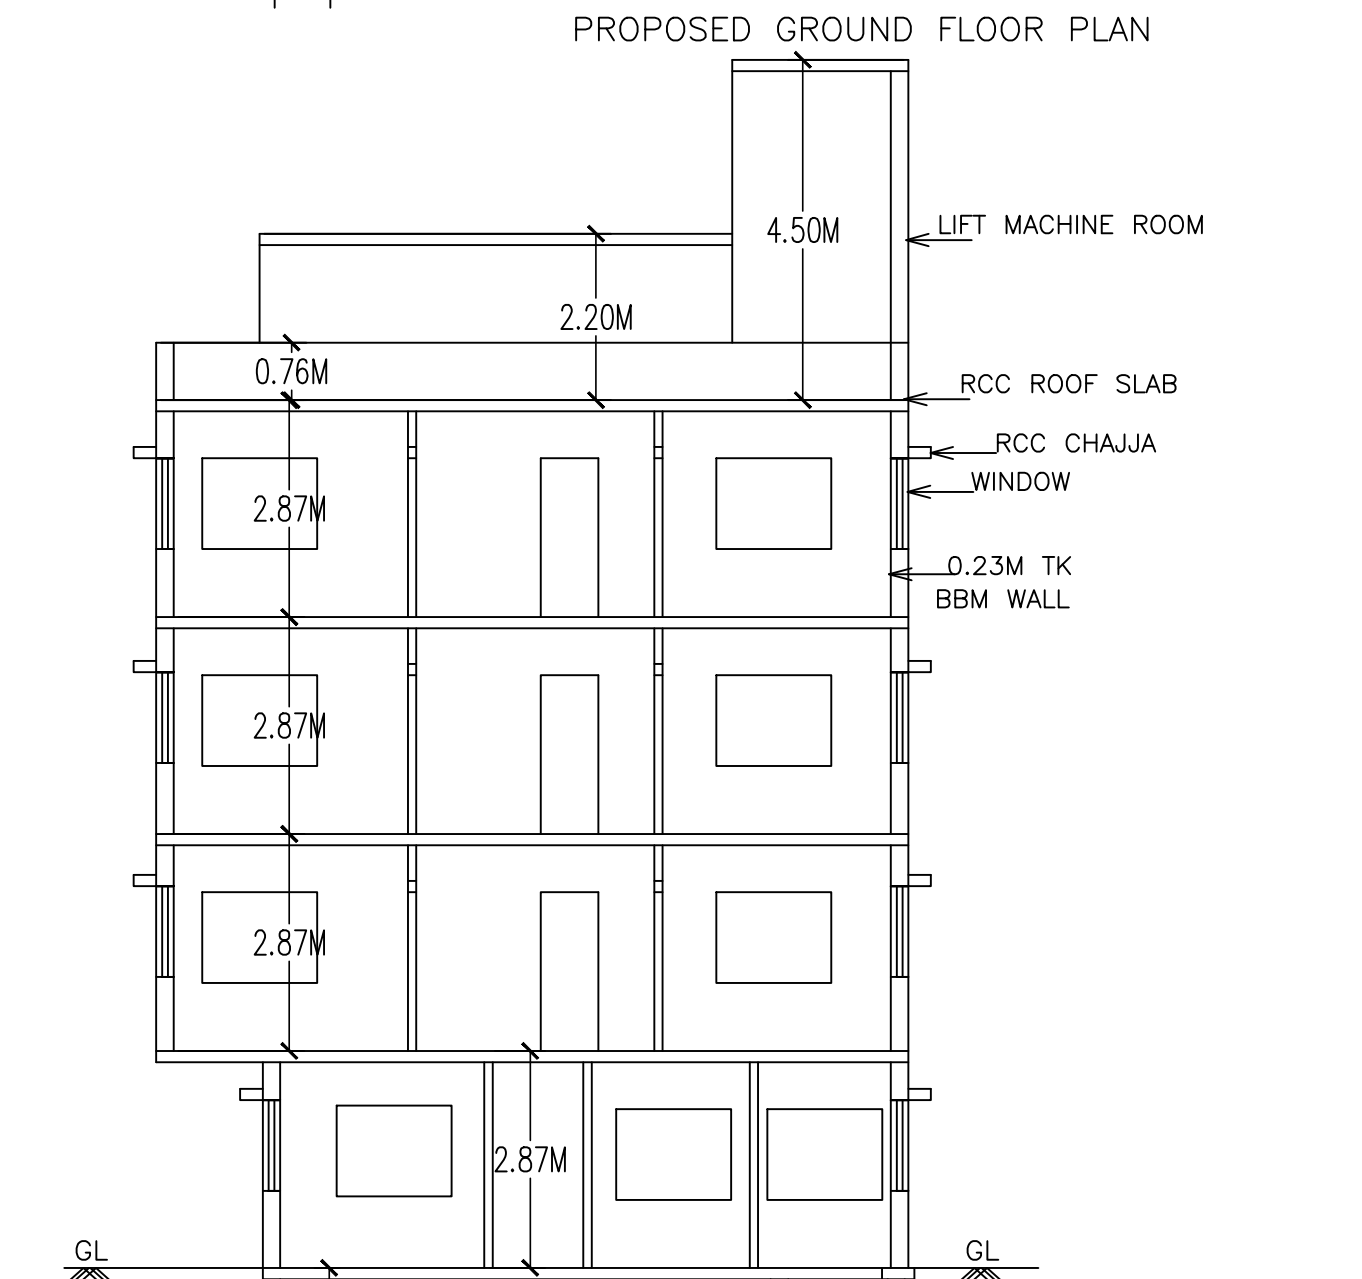 PROPOSED GROUND FLOOR PLAN
4.50M
LIFT MACHINE ROOM
2.20M
0.76M
RCC ROOF SLAB
RCC CHAJJA
WINDOW
2.87M
0.23M TK
BBM WALL
2.87M
2.87M
2.87M
GL
GL